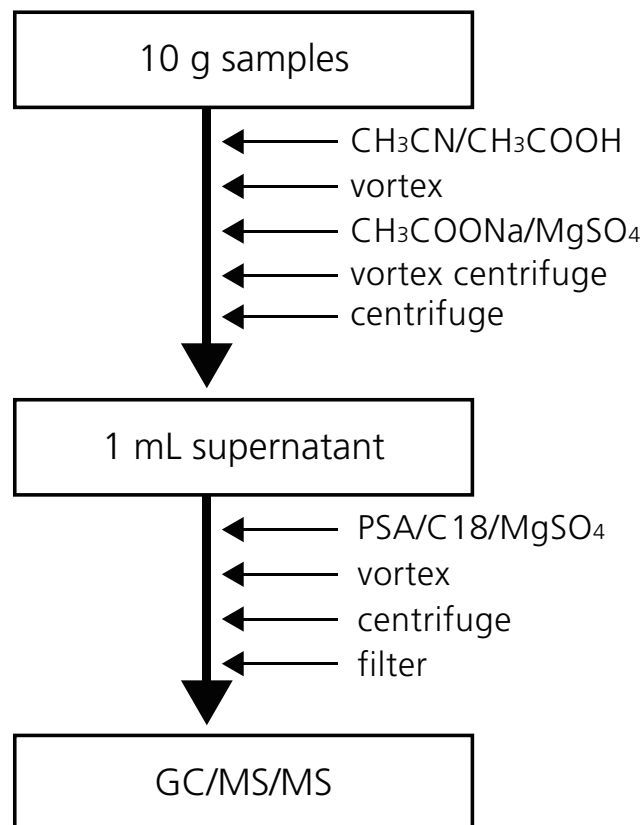 10 g samples
CH3CN/CH3COOH
vortex
CH3COONa/MgSO4
vortex centrifuge
centrifuge
1 mL supernatant
PSA/C18/MgSO4
vortex
centrifuge
filter
GC/MS/MS